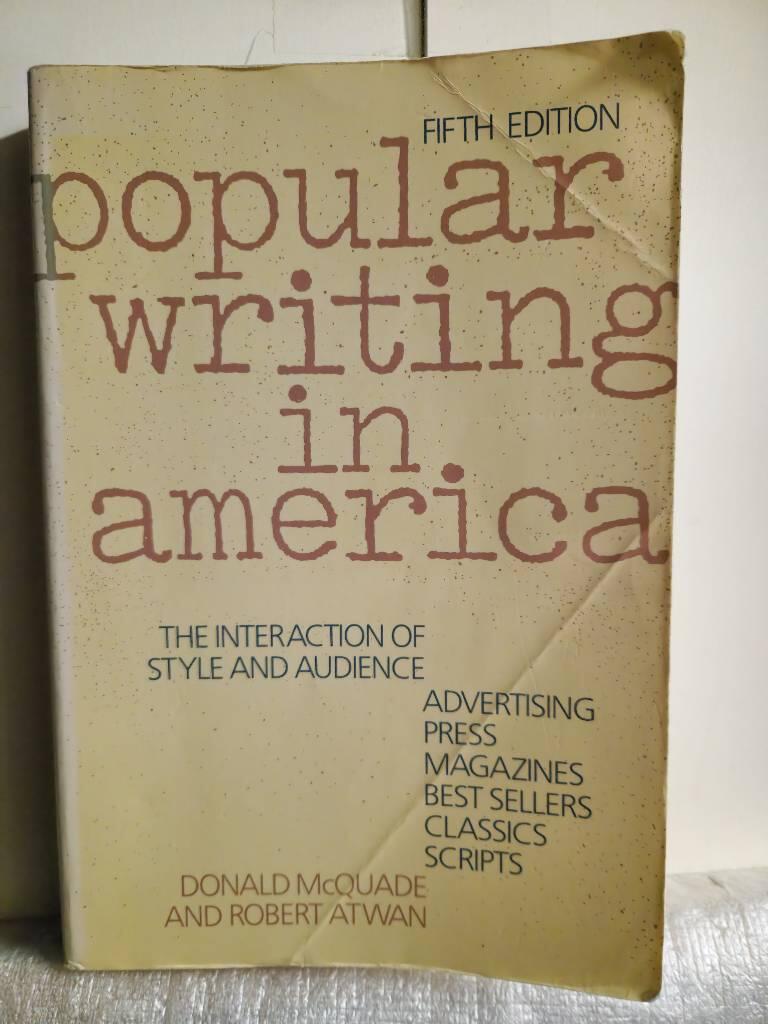 FIFTH EDITION
popular
writing
in
america
THE INTERACTION OF
STYLE AND AUDIENCE
ADVERTISING
PRESS
MAGAZINES
BEST SELLERS
CLASSICS
SCRIPTS
DONALD McQUADE
AND ROBERT ATWAN